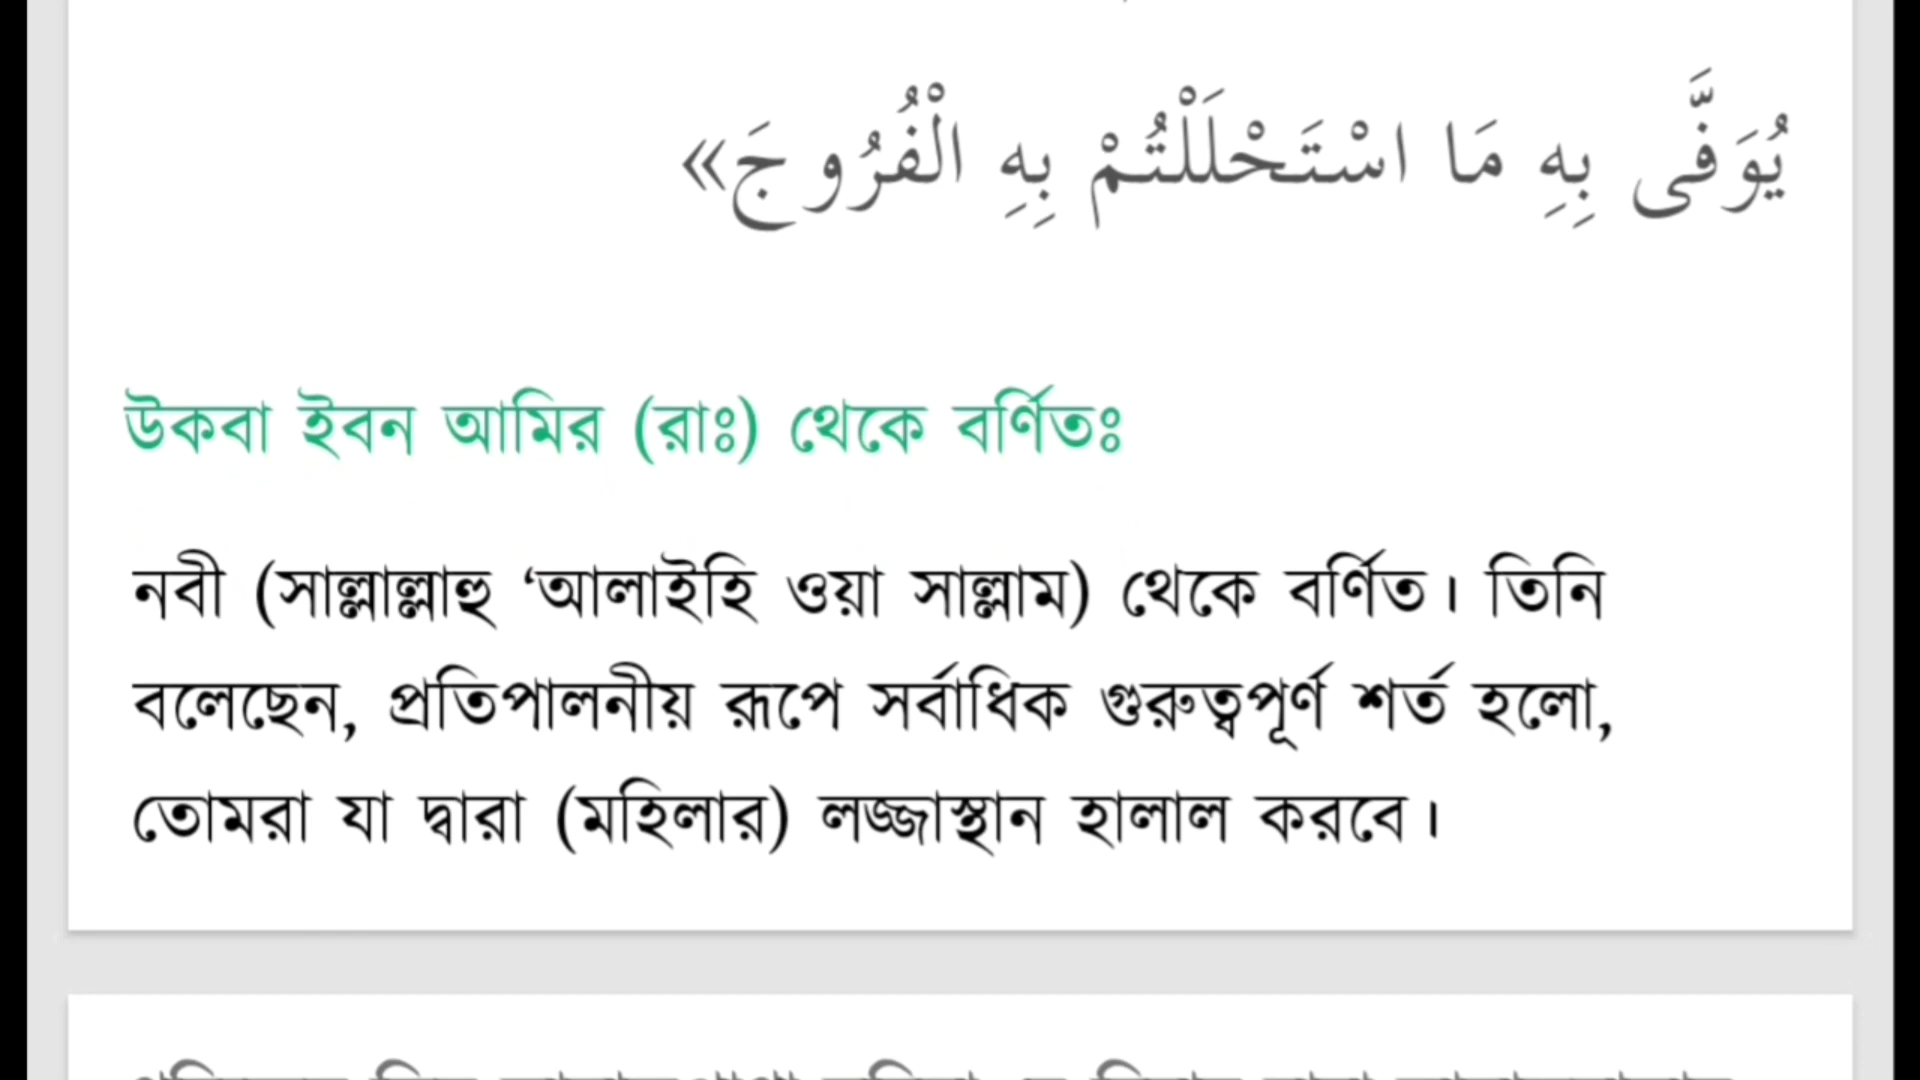 يُوَفَّى بِهِ مَا اسْتَحْلَلْتُمْ بِهِ الْفُرُوجَ»
উকবা ইবন আমির (রাঃ) থেকে বর্ণিতঃ
নবী (সাল্লাল্লাহু ‘আলাইহি ওয়া সাল্লাম) থেকে বর্ণিত। তিনি
বলেছেন, প্রতিপালনীয় রূপে সর্বাধিক গুরুত্বপূর্ণ শর্ত হলো,
তোমরা যা দ্বারা (মহিলার) লজ্জাস্থান হালাল করবে।